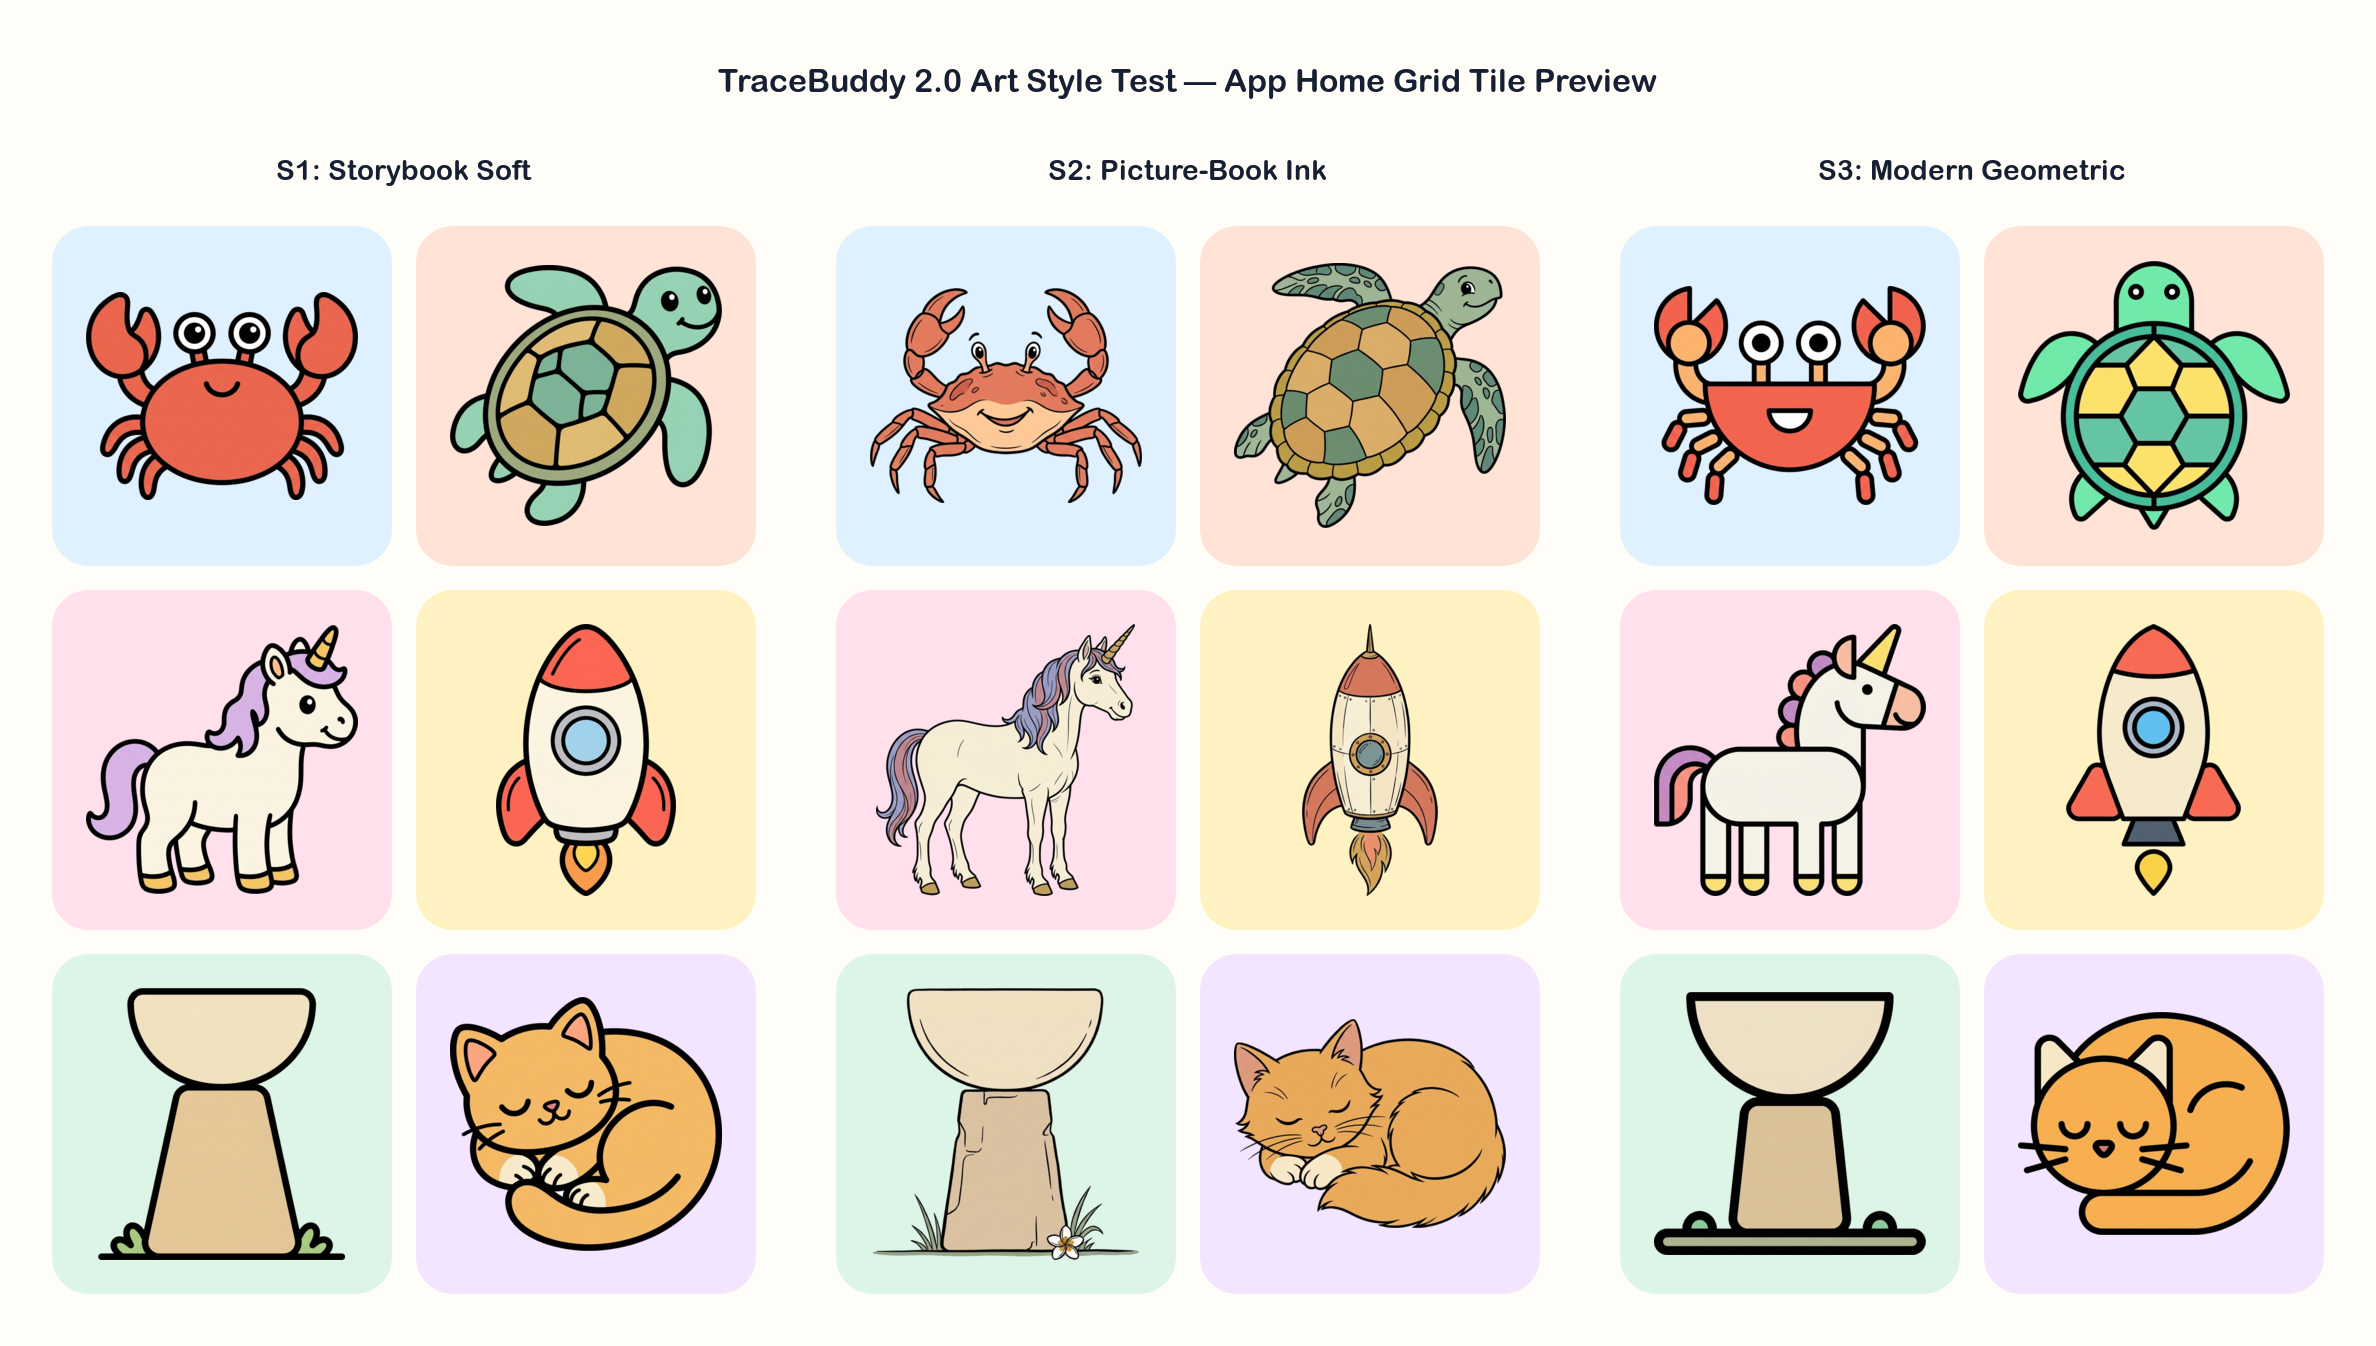 TraceBuddy 2.0 Art Style Test — App Home Grid Tile Preview
S1: Storybook Soft
S2: Picture-Book Ink
S3: Modern Geometric